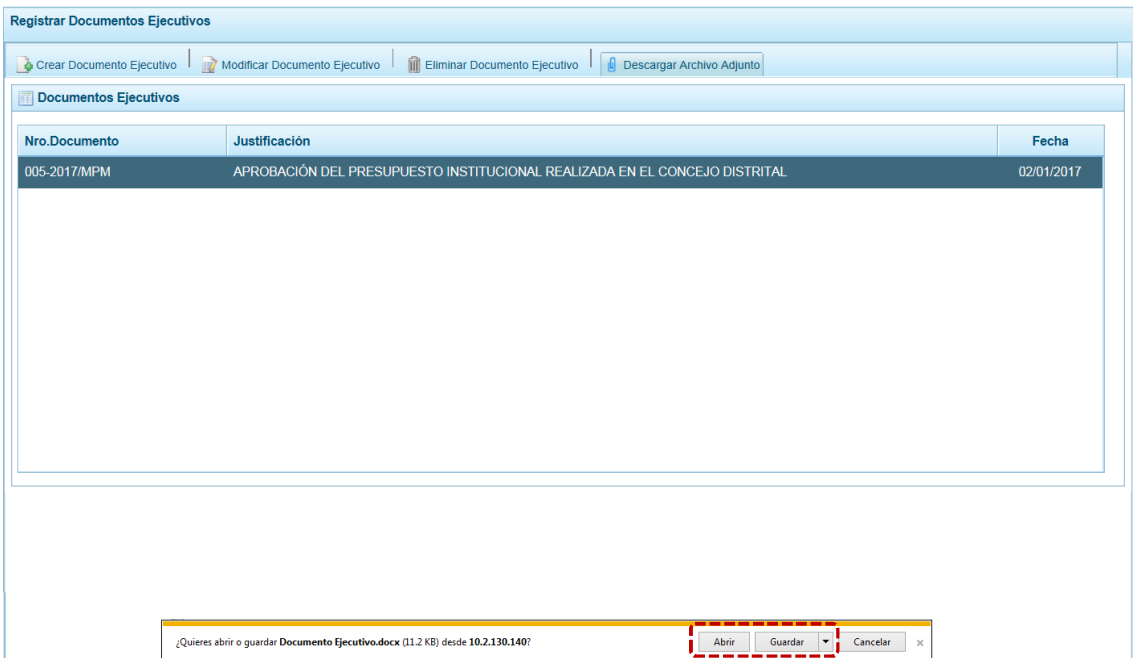 Registrar Documentos Ejecutivos
Crear Documento Ejecutivo Modificar Documento Ejecutivo Eliminar Documento Ejecutivo Descargar Archivo Adjunto
Documentos Ejecutivos
Nro.Documento Justificación Fecha
005-2017/MPM APROBACIÓN DEL PRESUPUESTO INSTITUCIONAL REALIZADA EN EL CONCEJO DISTRITAL 02/01/2017
¿Quieres abrir o guardar Documento Ejecutivo.docx (11.2 KB) desde 10.2.130.140? Abrir Guardar Cancelar